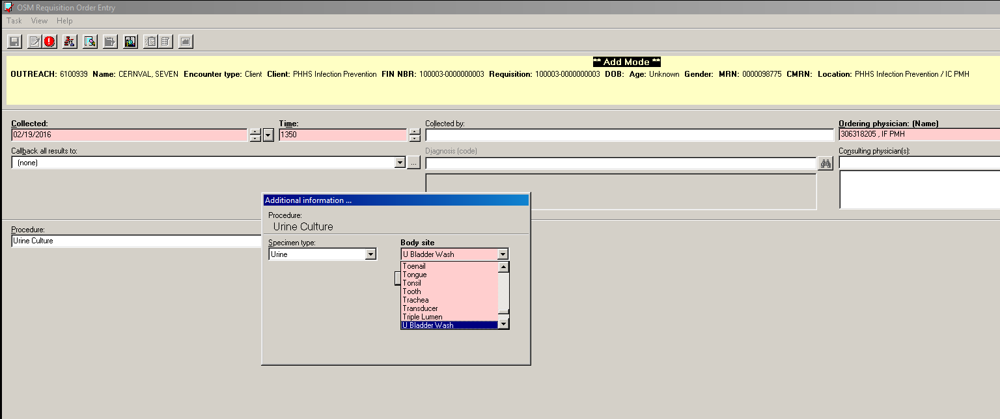 OSM Requisition Order Entry
Task View Help
** Add Mode **
OUTREACH: 6100939 Name: CERNVAL, SEVEN Encounter type: Client Client: PHHS Infection Prevention FIN NBR: 100003-0000000003 Requisition: 100003-0000000003 DOB: Age: Unknown Gender: MRN: 0000098775 CMRN: Location: PHHS Infection Prevention / IC PMH
Collected: Time: Collected by: Ordering physician: (Name)
02/19/2016 1350 306318205 , IF PMH
Callback all results to: Diagnosis (code) Consulting physician(s):
(none) ...
Additional information ...
Procedure:
Urine Culture
Procedure:
Urine Culture
Specimen type: Body site
Urine U Bladder Wash
Toenail
Tongue
Tonsil
Tooth
Trachea
Transducer
Triple Lumen
U Bladder Wash